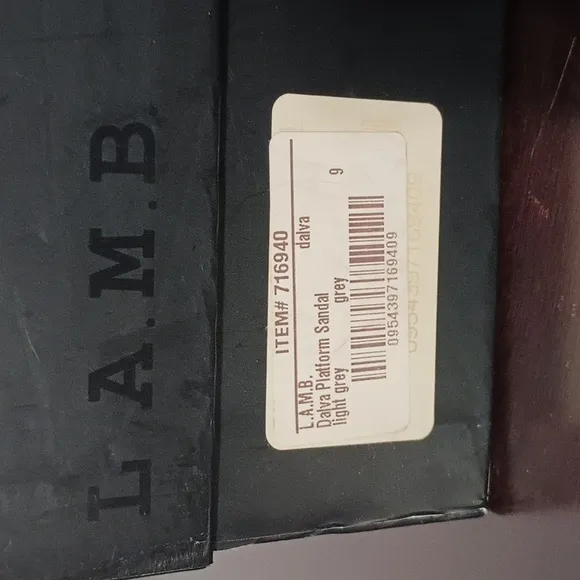 L.A.M.B.
ITEM# 716940
L.A.M.B. dalva
Dalva Platform Sandal
light grey grey 9
0954397169409